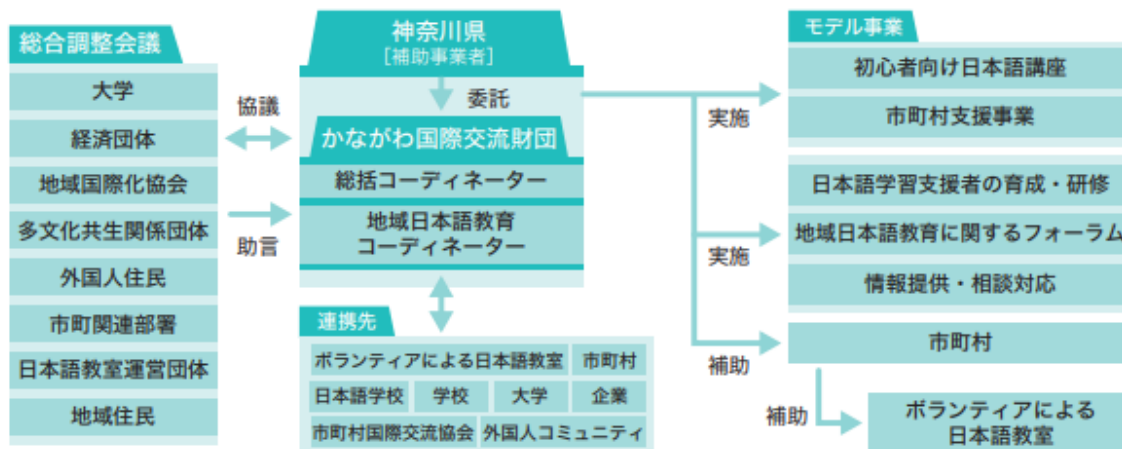 総合調整会議
大学
経済団体
地域国際化協会
多文化共生関係団体
外国人住民
市町関連部署
日本語教室運営団体
地域住民
協議
助言
神奈川県
［補助事業者］
委託
かながわ国際交流財団
総括コーディネーター
地域日本語教育
コーディネーター
連携先
ボランティアによる日本語教室
市町村
日本語学校
学校
大学
企業
市町村国際交流協会
外国人コミュニティ
実施
実施
補助
モデル事業
初心者向け日本語講座
市町村支援事業
日本語学習支援者の育成・研修
地域日本語教育に関するフォーラム
情報提供・相談対応
市町村
補助
ボランティアによる
日本語教室